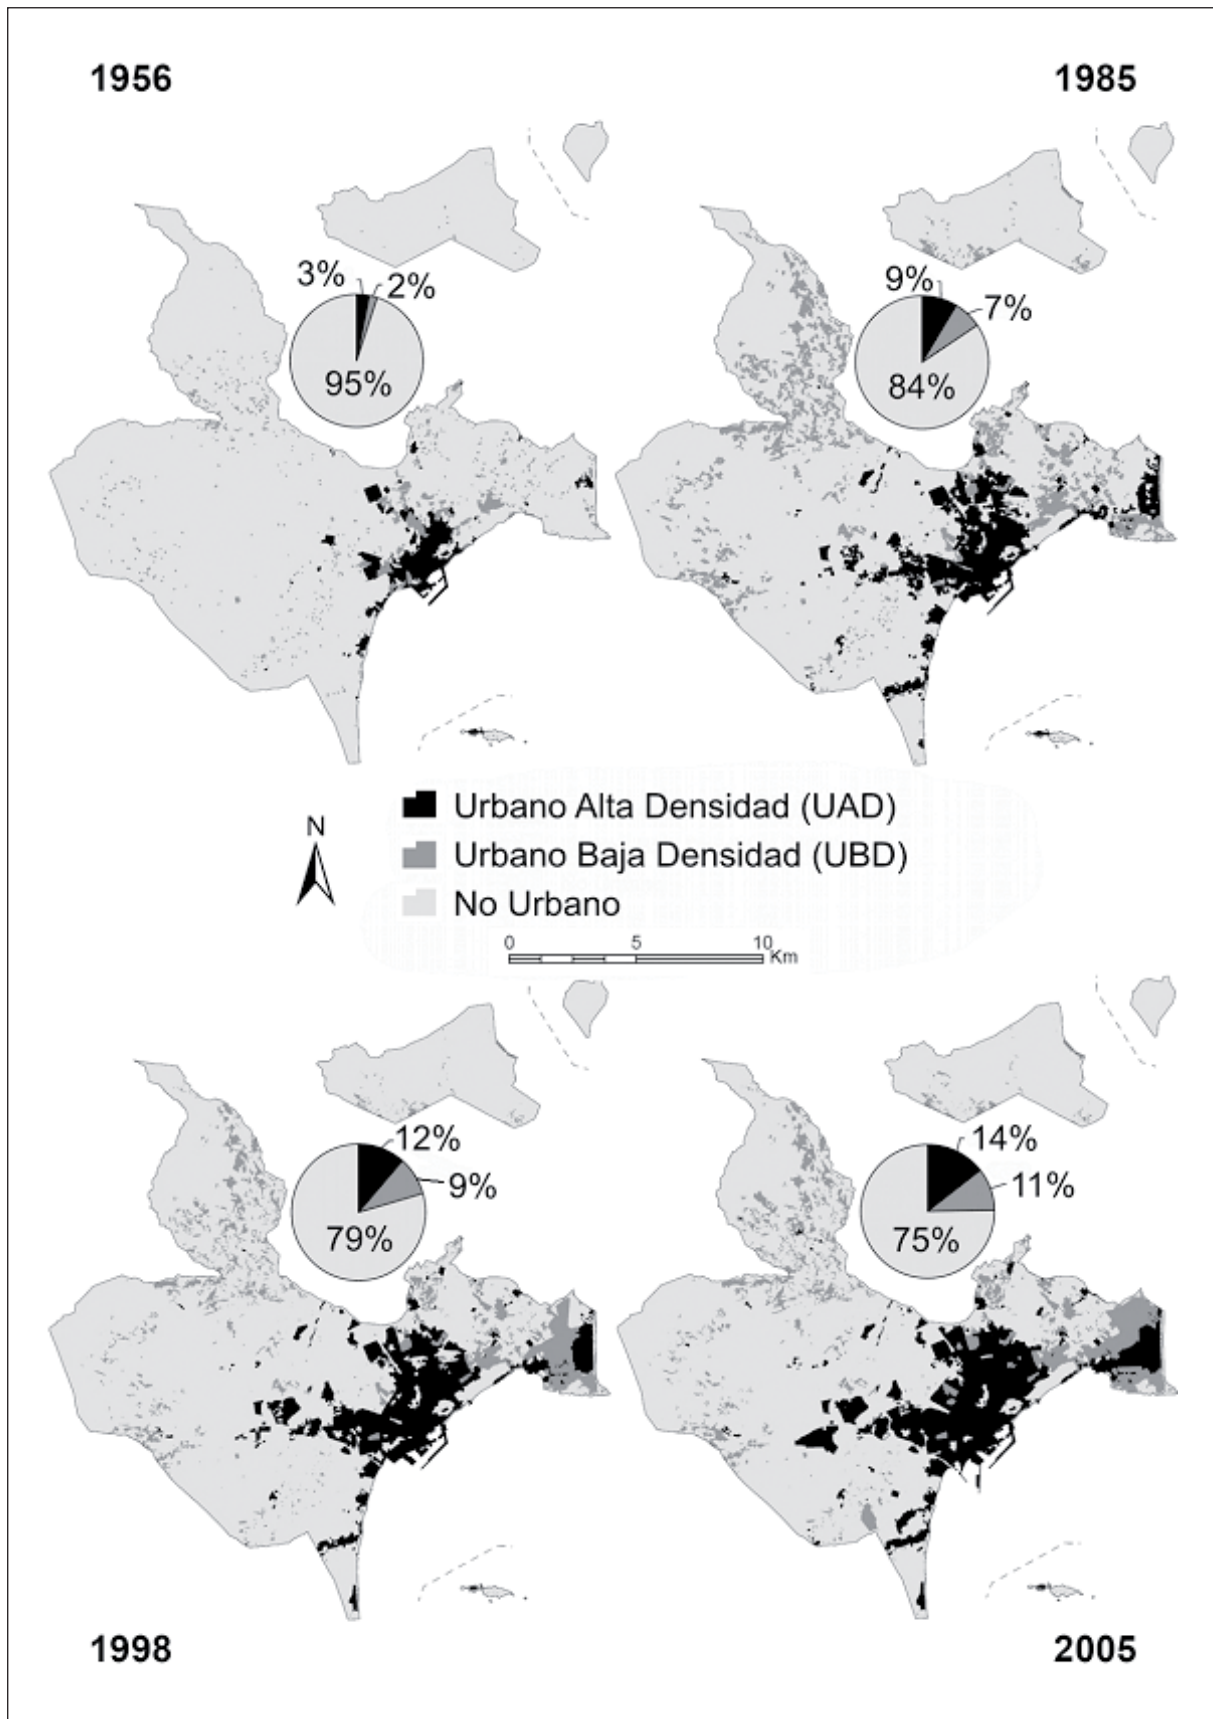 1956
1985
3%
2%
95%
9%
7%
84%
N
Urbano Alta Densidad (UAD)
Urbano Baja Densidad (UBD)
No Urbano
0 5 10
Km
12%
9%
79%
14%
11%
75%
1998
2005